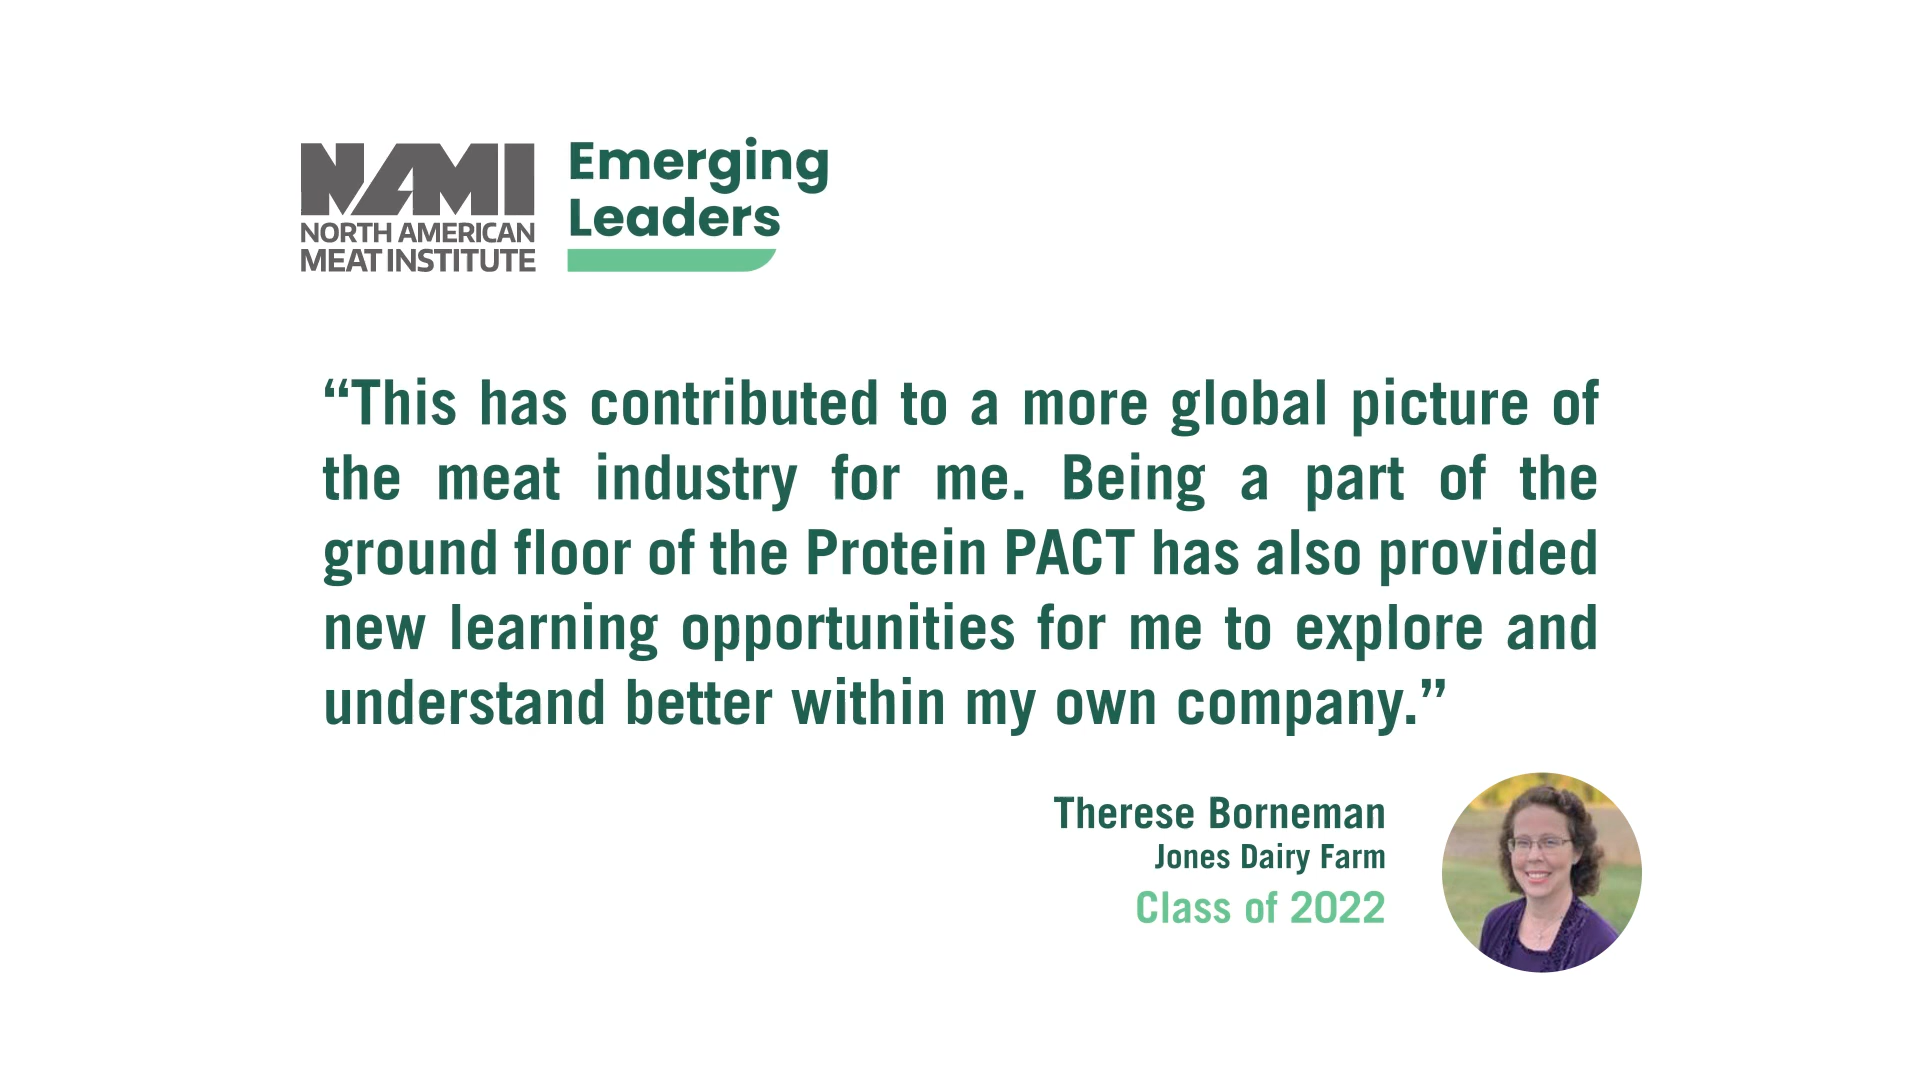 NAMI
NORTH AMERICAN
MEAT INSTITUTE
Emerging
Leaders
“This has contributed to a more global picture of
the meat industry for me. Being a part of the
ground floor of the Protein PACT has also provided
new learning opportunities for me to explore and
understand better within my own company.”
Therese Borneman
Jones Dairy Farm
Class of 2022